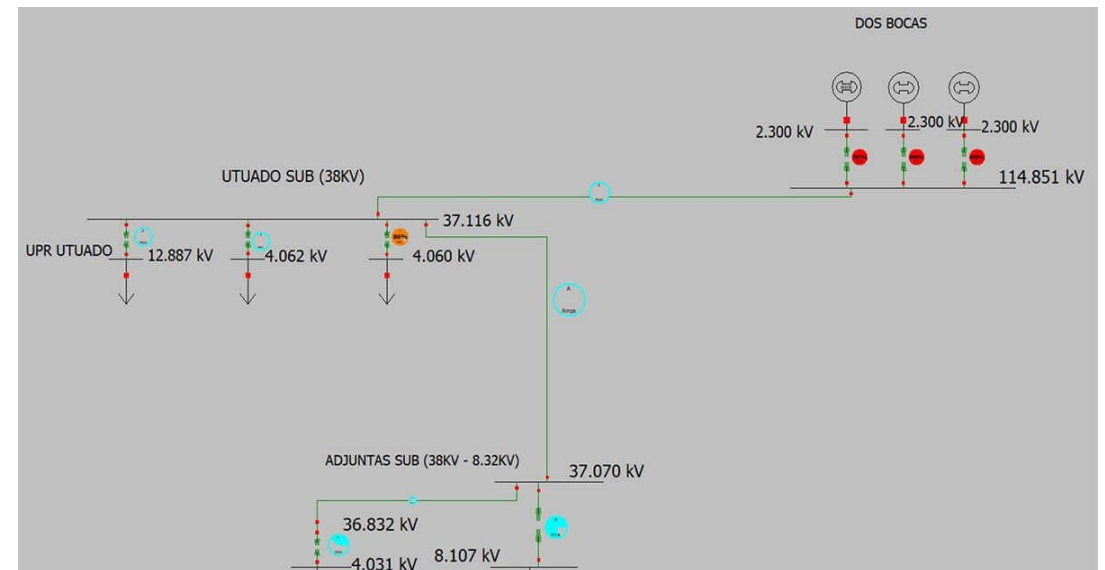 DOS BOCAS
2.300 kV
2.300 kV
2.300 kV
114.851 kV
UTUADO SUB (38KV)
37.116 kV
UPR UTUADO
12.887 kV
4.062 kV
86%
4.060 kV
A
Amps
ADJUNTAS SUB (38KV - 8.32KV)
37.070 kV
36.832 kV
4.031 kV
8.107 kV